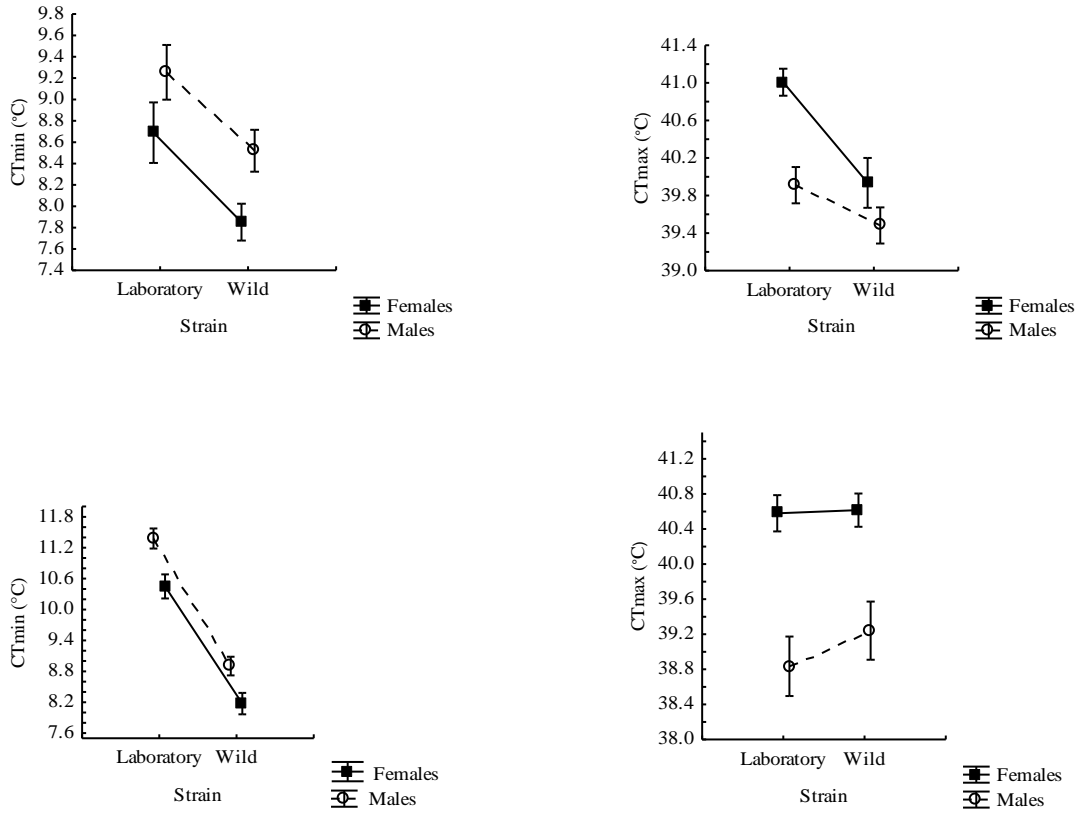 9.8
9.6
9.4
9.2
9.0
8.8
8.6
8.4
8.2
8.0
7.8
7.6
7.4
CTmin (°C)
Laboratory Wild
Strain
Females
Males
41.4
41.0
40.6
40.2
39.8
39.4
39.0
CTmax (°C)
Laboratory Wild
Strain
Females
Males
11.8
11.2
10.6
10.0
9.4
8.8
8.2
7.6
CTmin (°C)
Laboratory Wild
Strain
Females
Males
41.2
40.8
40.4
40.0
39.6
39.2
38.8
38.4
38.0
CTmax (°C)
Laboratory Wild
Strain
Females
Males